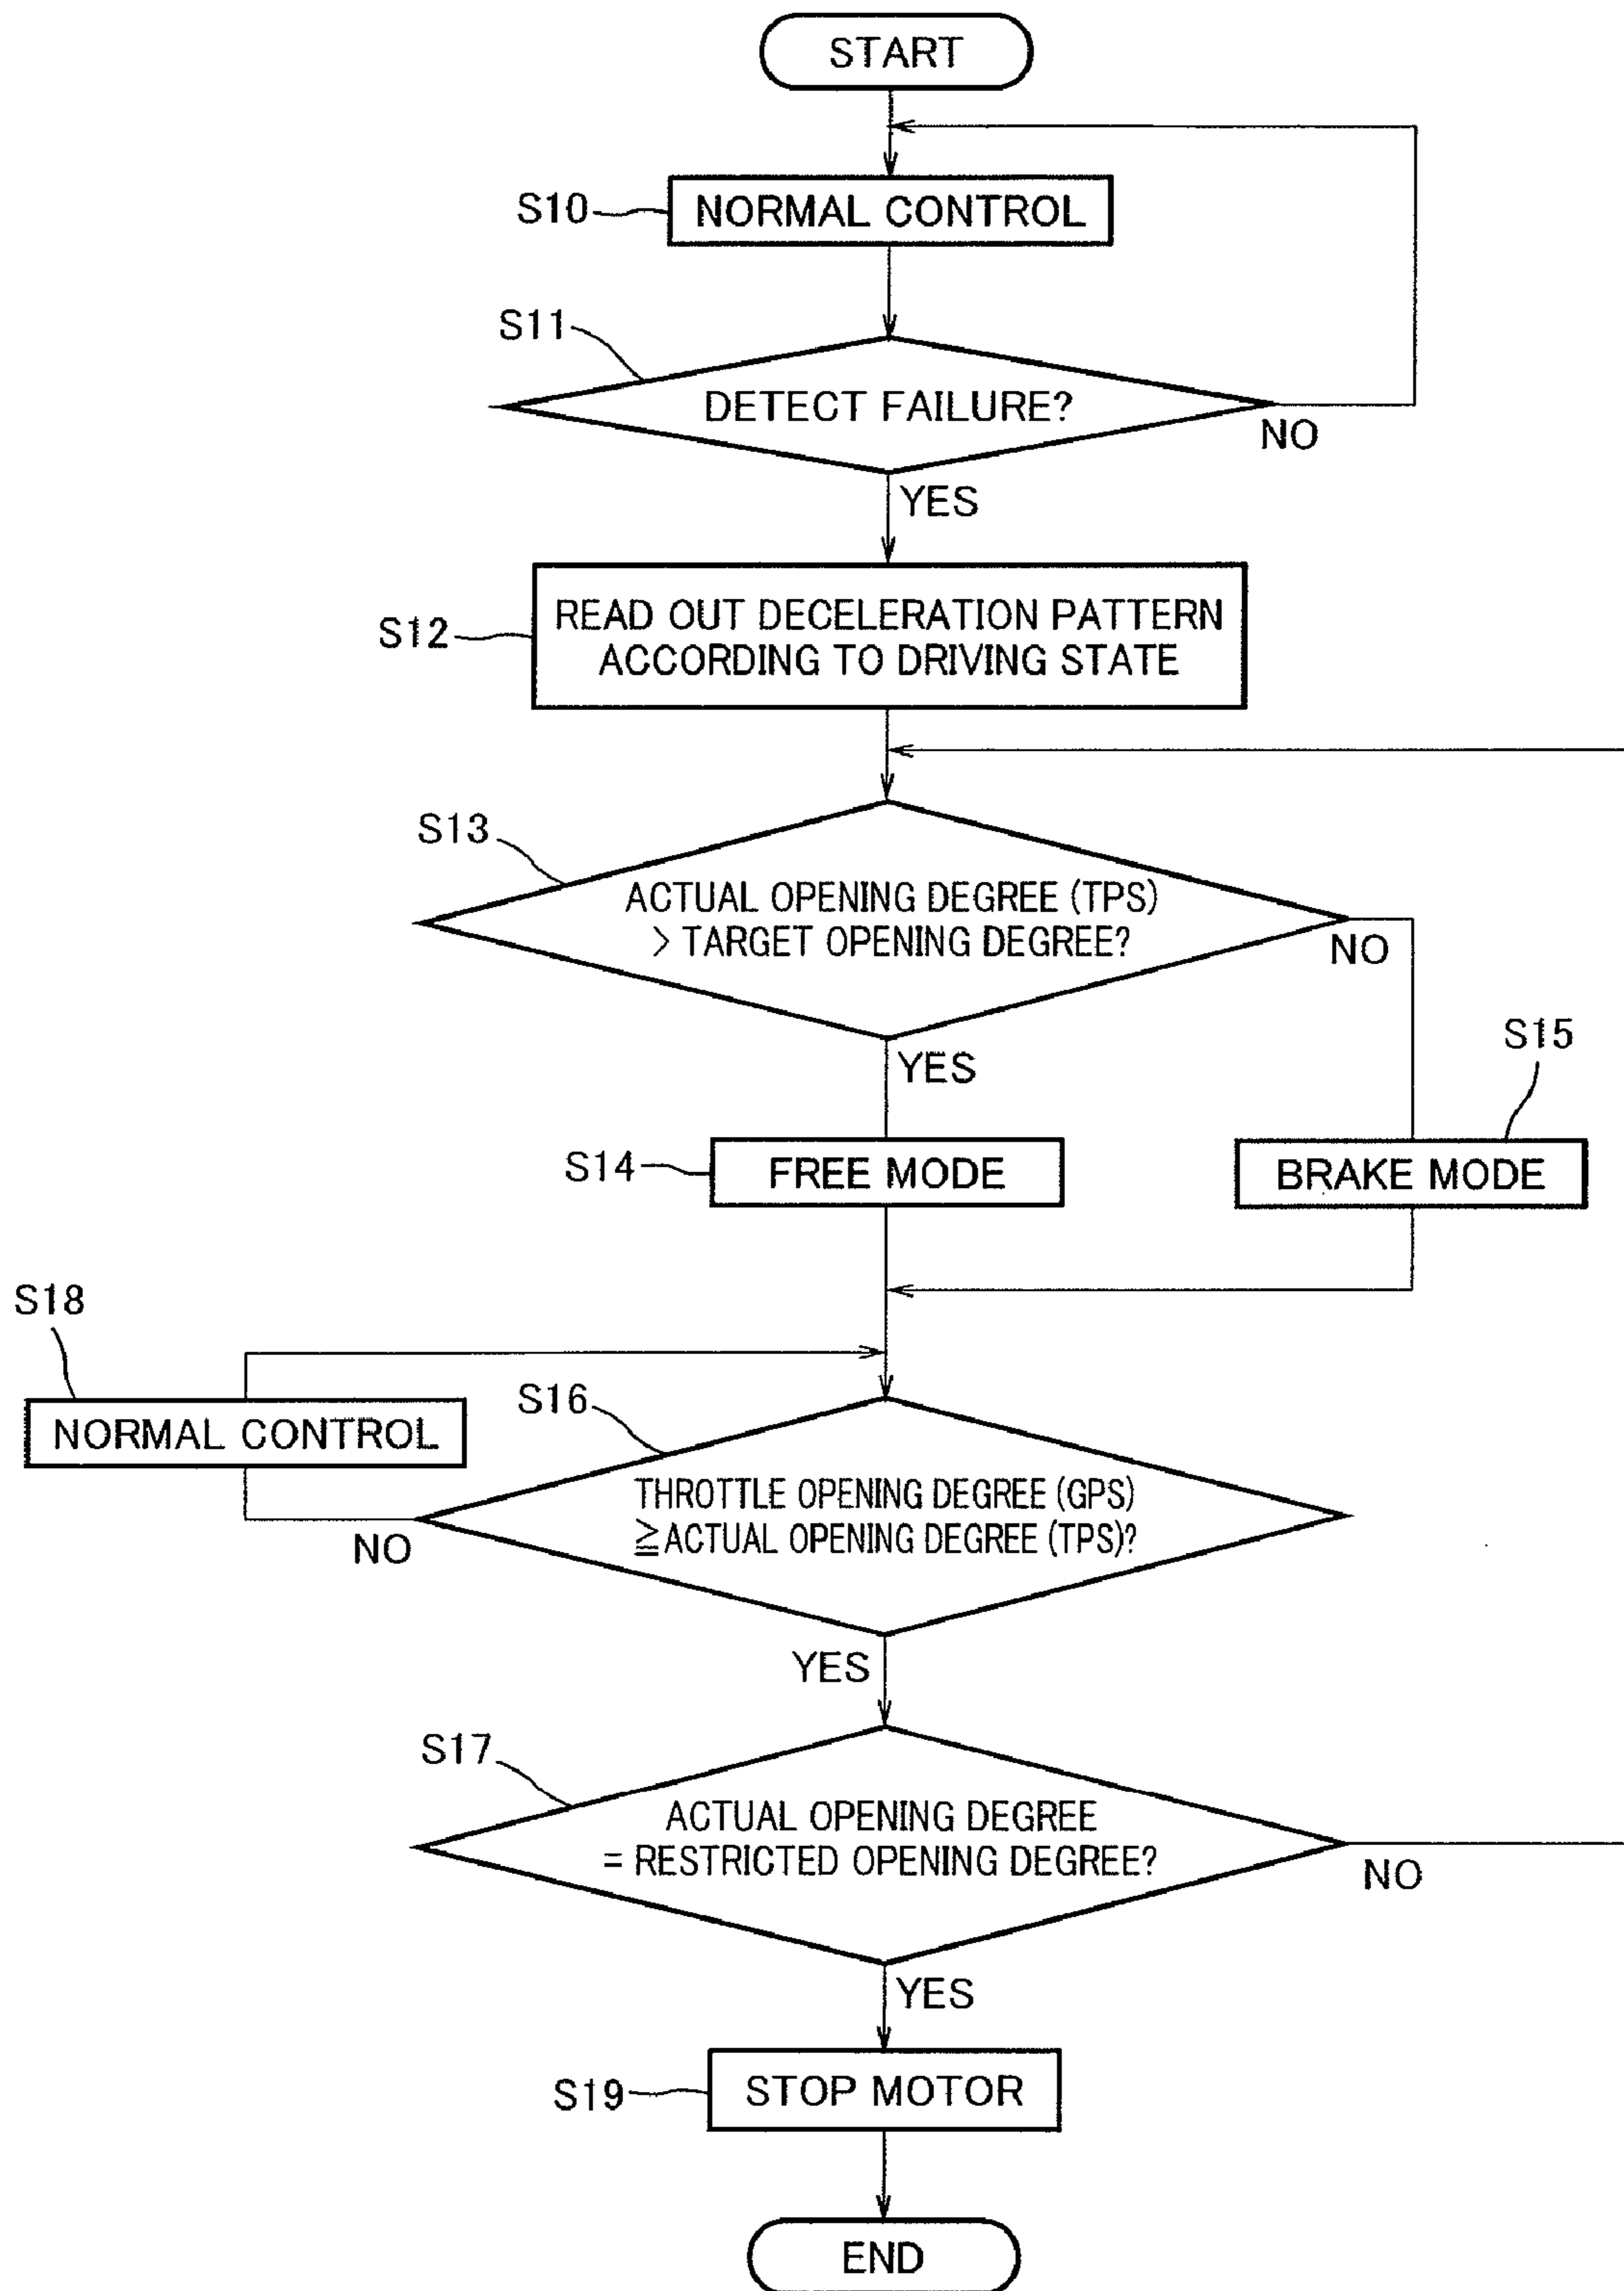 START
S10
NORMAL CONTROL
S11
DETECT FAILURE?
NO
YES
S12
READ OUT DECELERATION PATTERN
ACCORDING TO DRIVING STATE
S13
ACTUAL OPENING DEGREE (TPS)
> TARGET OPENING DEGREE?
NO
YES
S14
FREE MODE
S15
BRAKE MODE
S18
NORMAL CONTROL
S16
THROTTLE OPENING DEGREE (GPS)
≧ACTUAL OPENING DEGREE (TPS)?
NO
YES
S17
ACTUAL OPENING DEGREE
= RESTRICTED OPENING DEGREE?
NO
YES
S19
STOP MOTOR
END